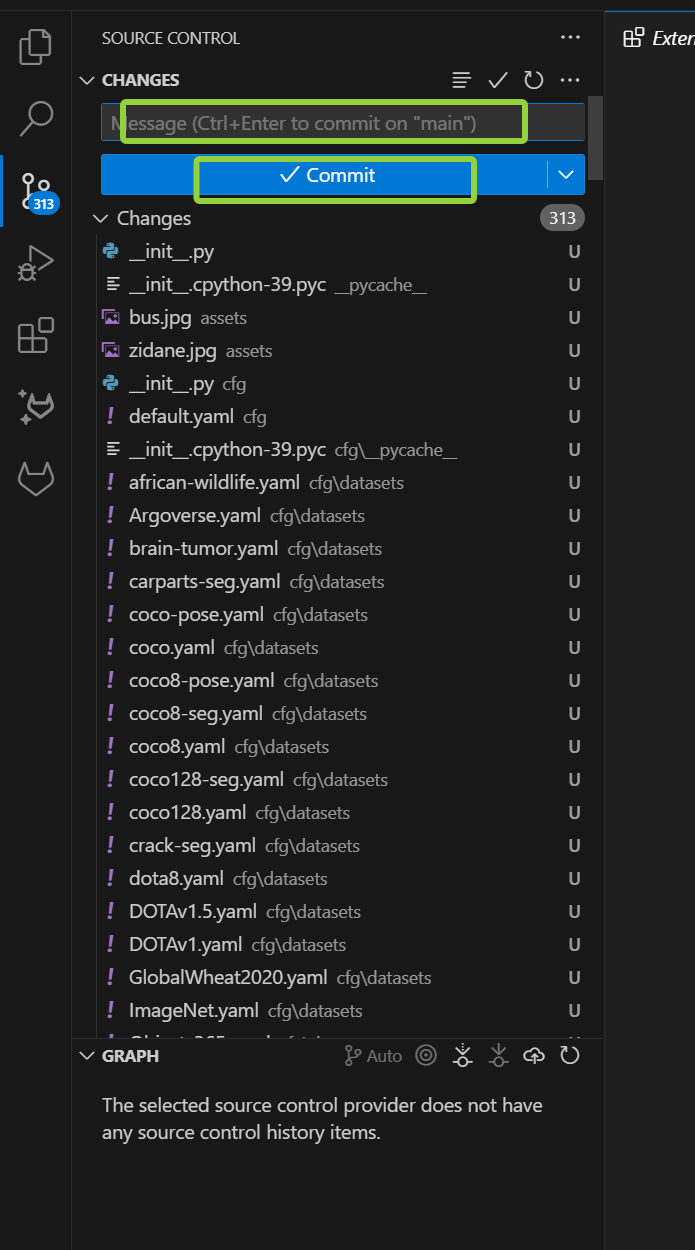 SOURCE CONTROL
Exten
CHANGES
Message (Ctrl+Enter to commit on "main")
Commit
313
Changes 313
__init__.py U
__init__.cpython-39.pyc __pycache__ U
bus.jpg assets U
zidane.jpg assets U
__init__.py cfg U
default.yaml cfg U
__init__.cpython-39.pyc cfg\__pycache__ U
african-wildlife.yaml cfg\datasets U
Argoverse.yaml cfg\datasets U
brain-tumor.yaml cfg\datasets U
carparts-seg.yaml cfg\datasets U
coco-pose.yaml cfg\datasets U
coco.yaml cfg\datasets U
coco8-pose.yaml cfg\datasets U
coco8-seg.yaml cfg\datasets U
coco8.yaml cfg\datasets U
coco128-seg.yaml cfg\datasets U
coco128.yaml cfg\datasets U
crack-seg.yaml cfg\datasets U
dota8.yaml cfg\datasets U
DOTAv1.5.yaml cfg\datasets U
DOTAv1.yaml cfg\datasets U
GlobalWheat2020.yaml cfg\datasets U
ImageNet.yaml cfg\datasets U
GRAPH Auto
The selected source control provider does not have
any source control history items.